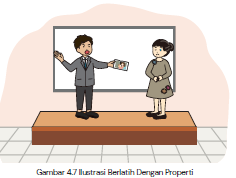 Gambar 4.7 Ilustrasi Berlatih Dengan Properti